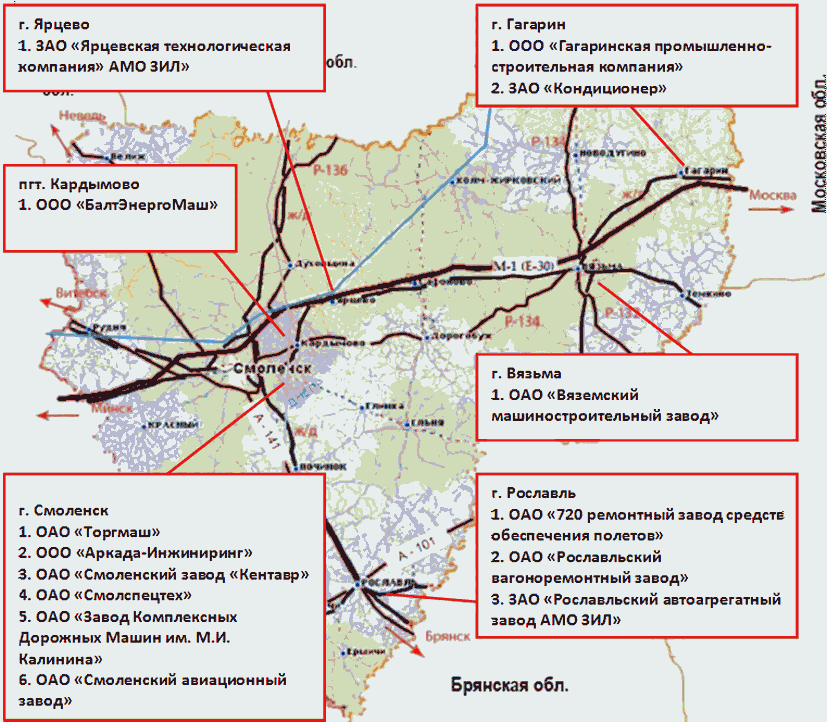 г. Ярцево
1. ЗАО «Ярцевская технологическая
компания» АМО ЗИЛ»
г. Гагарин
1. ООО «Гагаринская промышленно-
строительная компания»
2. ЗАО «Кондиционер»
обл.
обл.
Московская обл.
Невель
Велиж
Р-136
ж/д
Р-134
НОВОДУГИНО
ХОЛМ-ЖИРКОВСКИЙ
Гагарин
ж/д
Москва
пгт. Кардымово
1. ООО «БалтЭнергоМаш»
Духовщина
М-1 (Е-30)
ВЯЗЬМА
Сафоново
Ярцево
Темкино
Витебск
Рудня
Р-134
Р-132
Дорогобуж
Кардымово
Смоленск
г. Вязьма
1. ОАО «Вяземский
машиностроительный завод»
Минск
КРАСНЫЙ
Глинка
ЕЛЬНЯ
А - 141
ж/д
ПОЧИНОК
г. Смоленск
1. ОАО «Торгмаш»
2. ООО «Аркада-Инжиниринг»
3. ОАО «Смоленский завод «Кентавр»
4. ОАО «Смолспецтех»
5. ОАО «Завод Комплексных
Дорожных Машин им. М.И.
Калинина»
6. ОАО «Смоленский авиационный
завод»
г. Рославль
1. ОАО «720 ремонтный завод средств
обеспечения полетов»
2. ОАО «Рославльский
вагоноремонтный завод»
3. ЗАО «Рославльский автоагрегатный
завод АМО ЗИЛ»
А - 101
РОСЛАВЛЬ
Брянск
Ершичи
Брянская обл.